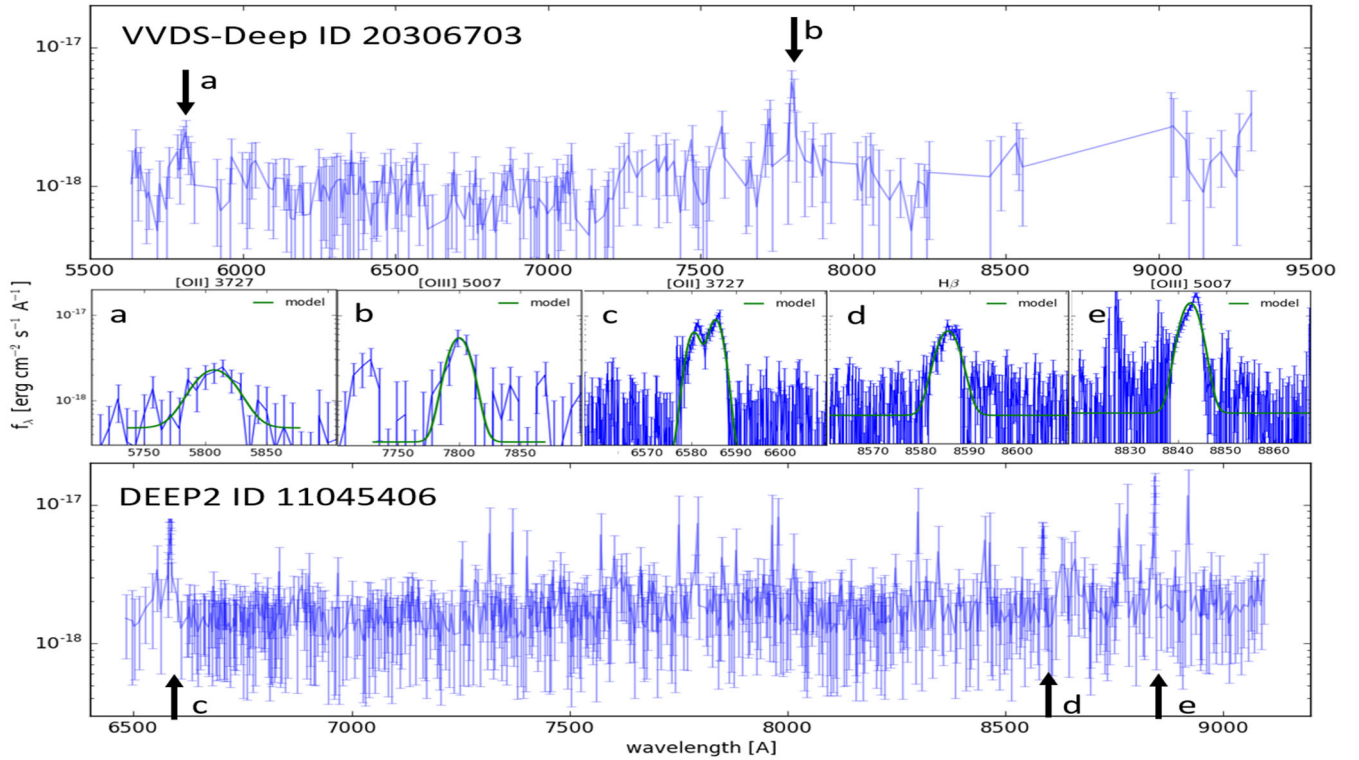 VVDS-Deep ID 20306703
a
b
10^-17
10^-18
5500 6000 6500 7000 7500 8000 8500 9000 9500
[OII] 3727 [OIII] 5007 [OII] 3727 Hβ [OIII] 5007
a model b model c model d model e model
10^-17
10^-18
5750 5800 5850 7750 7800 7850 6570 6580 6590 6600 8570 8580 8590 8600 8830 8840 8850 8860
f_λ [erg cm^-2 s^-1 A^-1]
DEEP2 ID 11045406
10^-17
10^-18
c d e
6500 7000 7500 8000 8500 9000
wavelength [A]